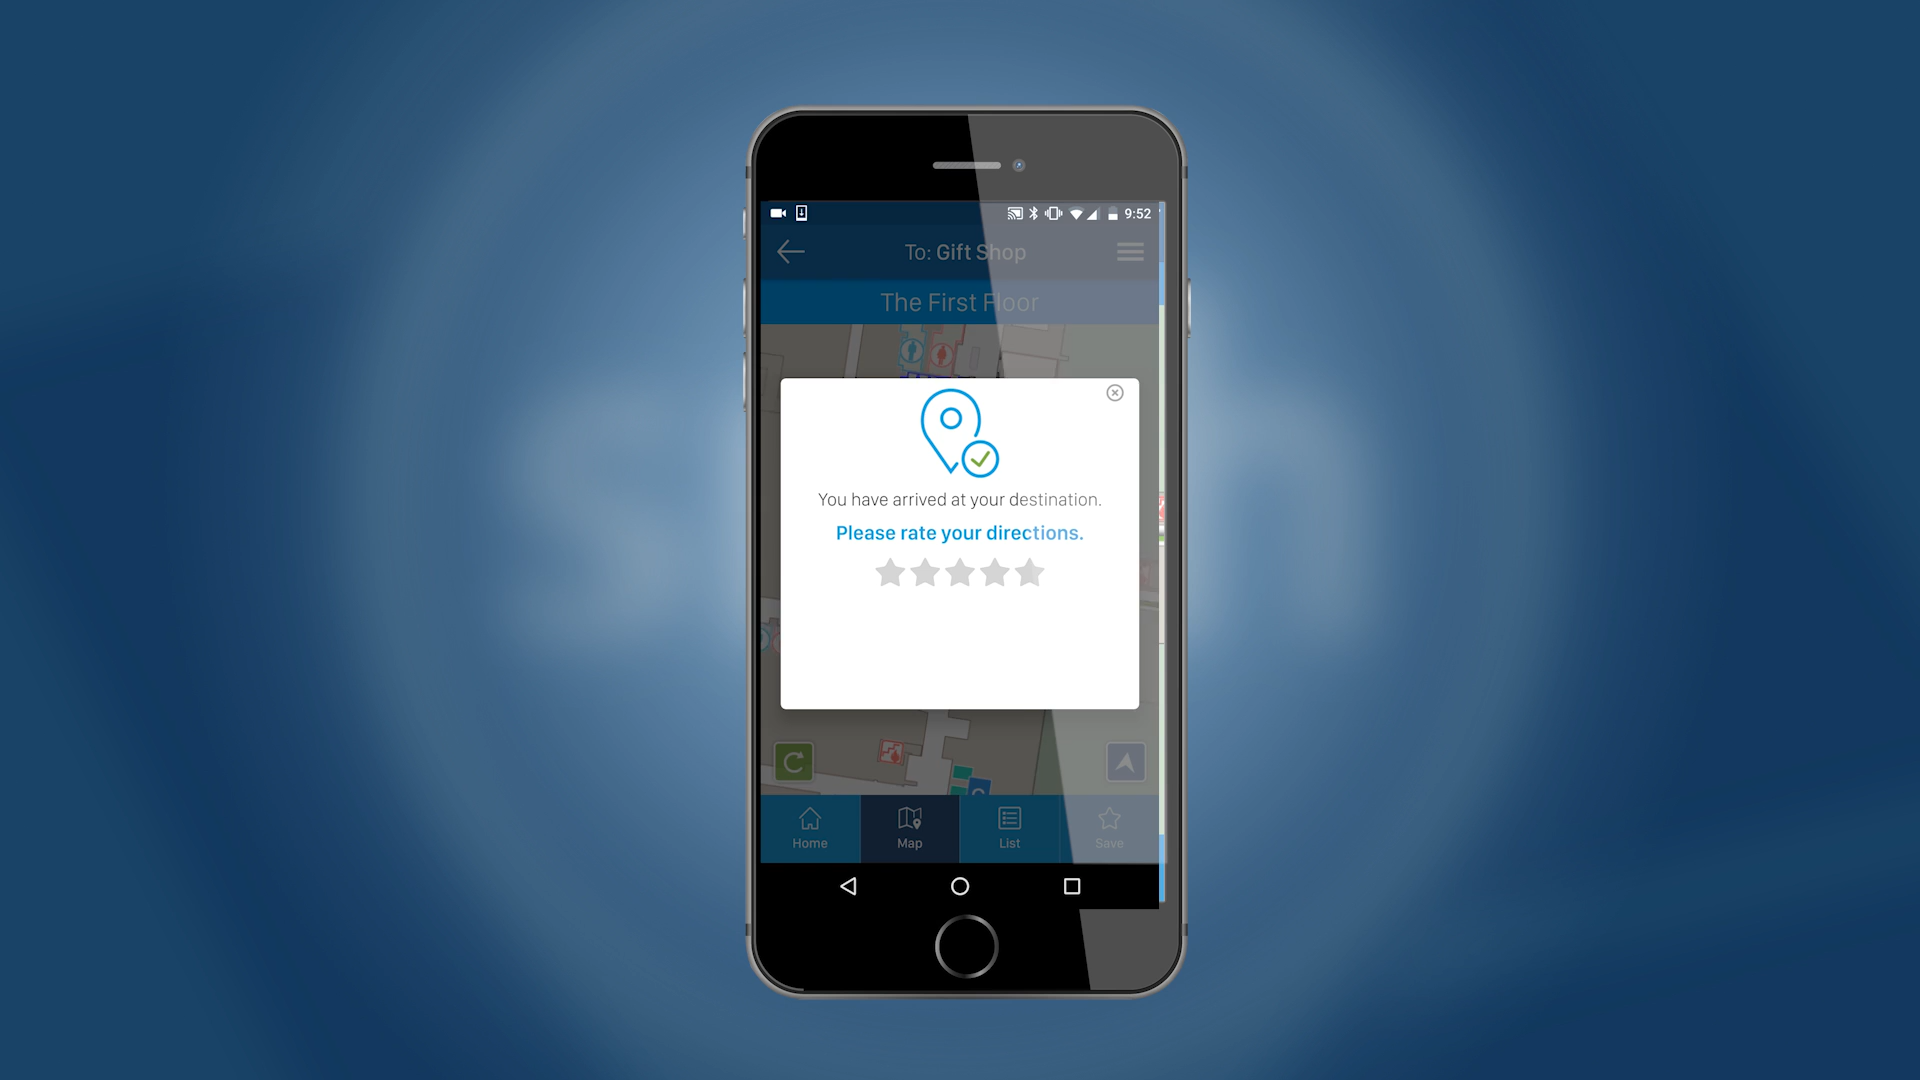 9:52
To: Gift Shop
The First Floor
You have arrived at your destination.
Please rate your directions.
Home
Map
List
Save